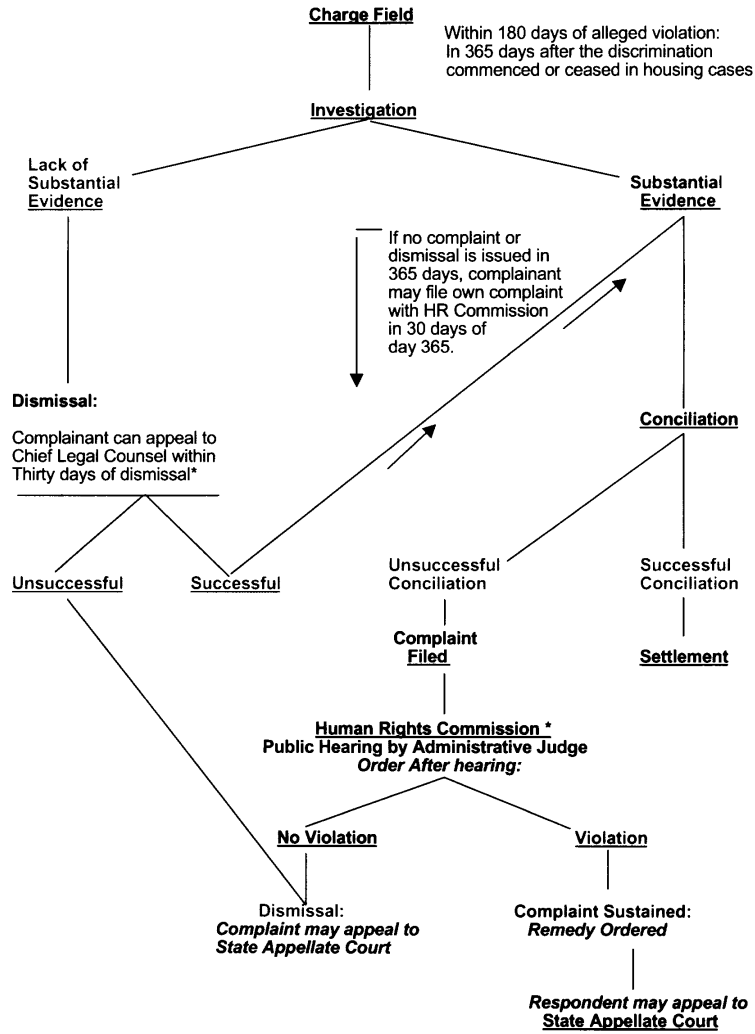 Charge Field
Within 180 days of alleged violation:
In 365 days after the discrimination
commenced or ceased in housing cases
Investigation
Lack of
Substantial
Evidence
Substantial
Evidence
If no complaint or
dismissal is issued in
365 days, complainant
may file own complaint
with HR Commission
in 30 days of
day 365.
Dismissal:
Complainant can appeal to
Chief Legal Counsel within
Thirty days of dismissal*
Conciliation
Unsuccessful
Successful
Unsuccessful
Conciliation
Successful
Conciliation
Complaint
Filed
Settlement
Human Rights Commission *
Public Hearing by Administrative Judge
Order After hearing:
No Violation
Violation
Dismissal:
Complaint may appeal to
State Appellate Court
Complaint Sustained:
Remedy Ordered
Respondent may appeal to
State Appellate Court